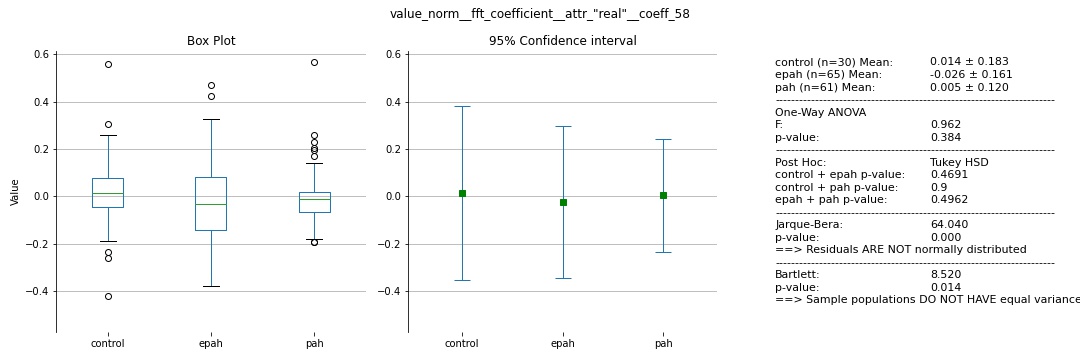 value_norm__fft_coefficient__attr_"real"__coeff_58
Box Plot
95% Confidence interval
Value
0.6
0.4
0.2
0.0
−0.2
−0.4
control epah pah
0.6
0.4
0.2
0.0
−0.2
−0.4
control epah pah
control (n=30) Mean: 0.014 ± 0.183
epah (n=65) Mean: -0.026 ± 0.161
pah (n=61) Mean: 0.005 ± 0.120
One-Way ANOVA
F: 0.962
p-value: 0.384
Post Hoc: Tukey HSD
control + epah p-value: 0.4691
control + pah p-value: 0.9
epah + pah p-value: 0.4962
Jarque-Bera: 64.040
p-value: 0.000
==> Residuals ARE NOT normally distributed
Bartlett: 8.520
p-value: 0.014
==> Sample populations DO NOT HAVE equal variance